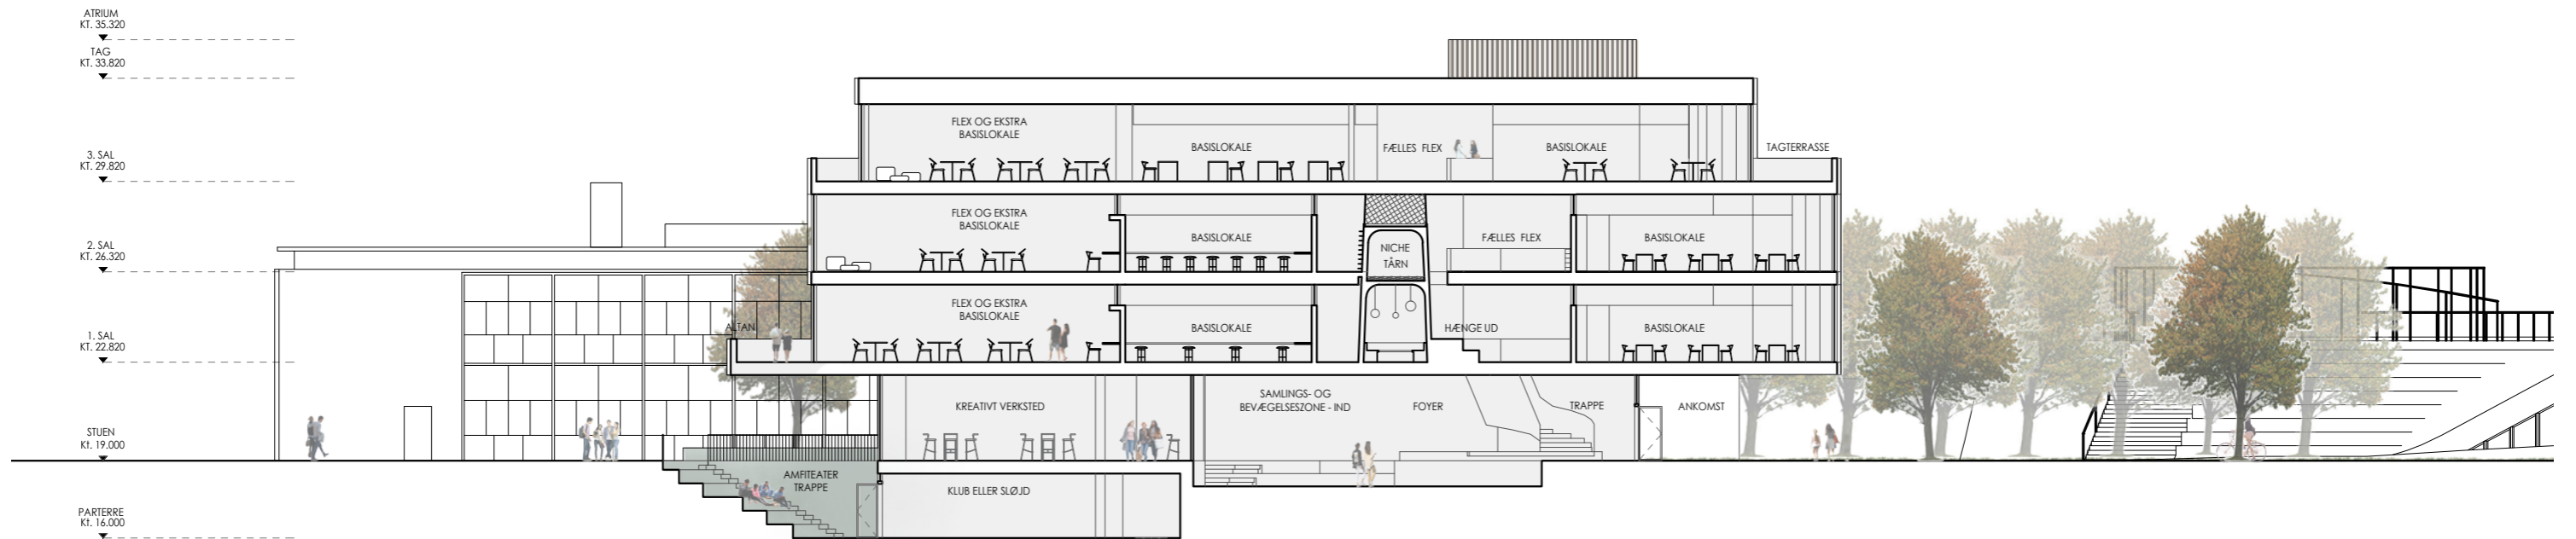 ATRIUM
KT. 35.320
TAG
KT. 33.820
3. SAL
KT. 29.820
2. SAL
KT. 26.320
1. SAL
KT. 22.820
STUEN
Kt. 19.000
PARTERRE
Kt. 16.000
FLEX OG EKSTRA
BASISLOKALE
BASISLOKALE
FÆLLES FLEX
BASISLOKALE
TAGTERRASSE
FLEX OG EKSTRA
BASISLOKALE
BASISLOKALE
NICHE
TÅRN
FÆLLES FLEX
BASISLOKALE
ALTAN
FLEX OG EKSTRA
BASISLOKALE
BASISLOKALE
HÆNGE UD
BASISLOKALE
KREATIVT VERKSTED
SAMLINGS- OG
BEVÆGELSESZONE - IND
FOYER
TRAPPE
ANKOMST
AMFITEATER
TRAPPE
KLUB ELLER SLØJD